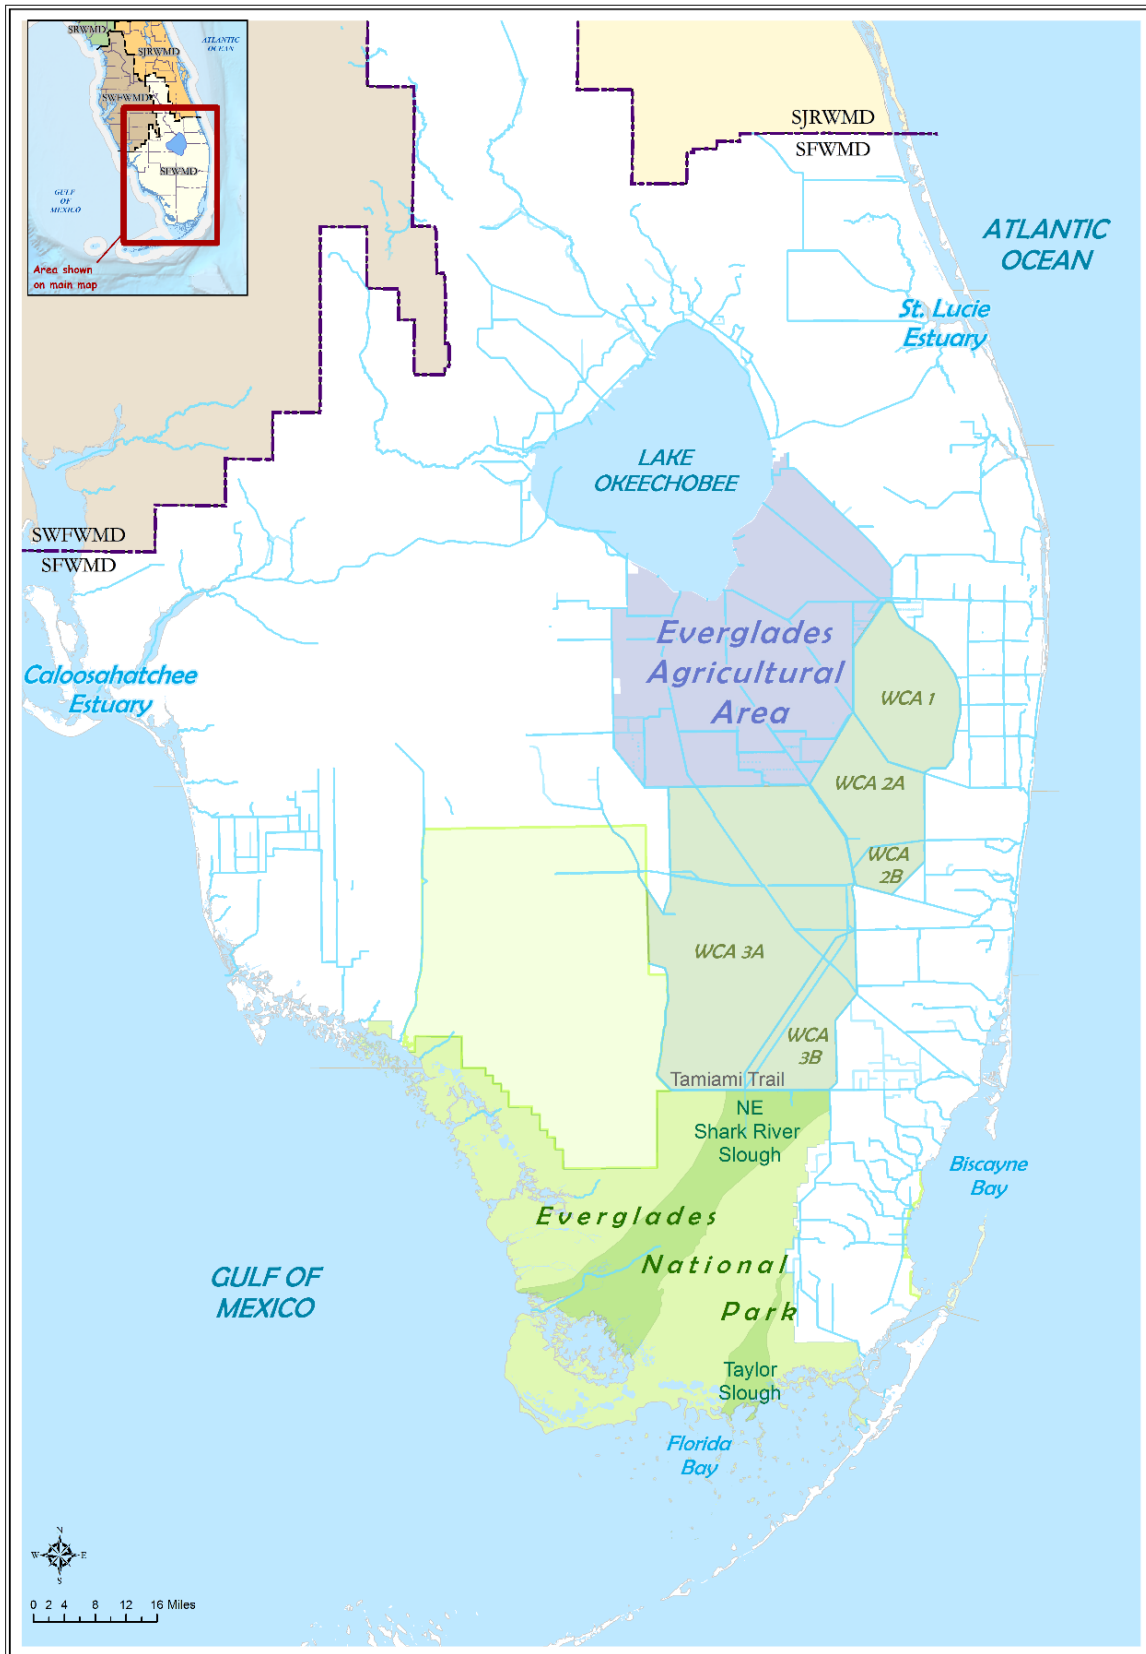 SRWMD
SJRWMD
ATLANTIC
OCEAN
SWFWMD
SFWMD
GULF
OF
MEXICO
Area shown
on main map
SJRWMD
SFWMD
ATLANTIC
OCEAN
St. Lucie
Estuary
LAKE
OKEECHOBEE
SWFWMD
SFWMD
Everglades
Agricultural
Area
Caloosahatchee
Estuary
WCA 1
WCA 2A
WCA
2B
WCA 3A
WCA
3B
Tamiami Trail
NE
Shark River
Slough
Biscayne
Bay
Everglades
National
Park
GULF OF
MEXICO
Taylor
Slough
Florida
Bay
N
W
E
S
0 2 4 8 12 16 Miles